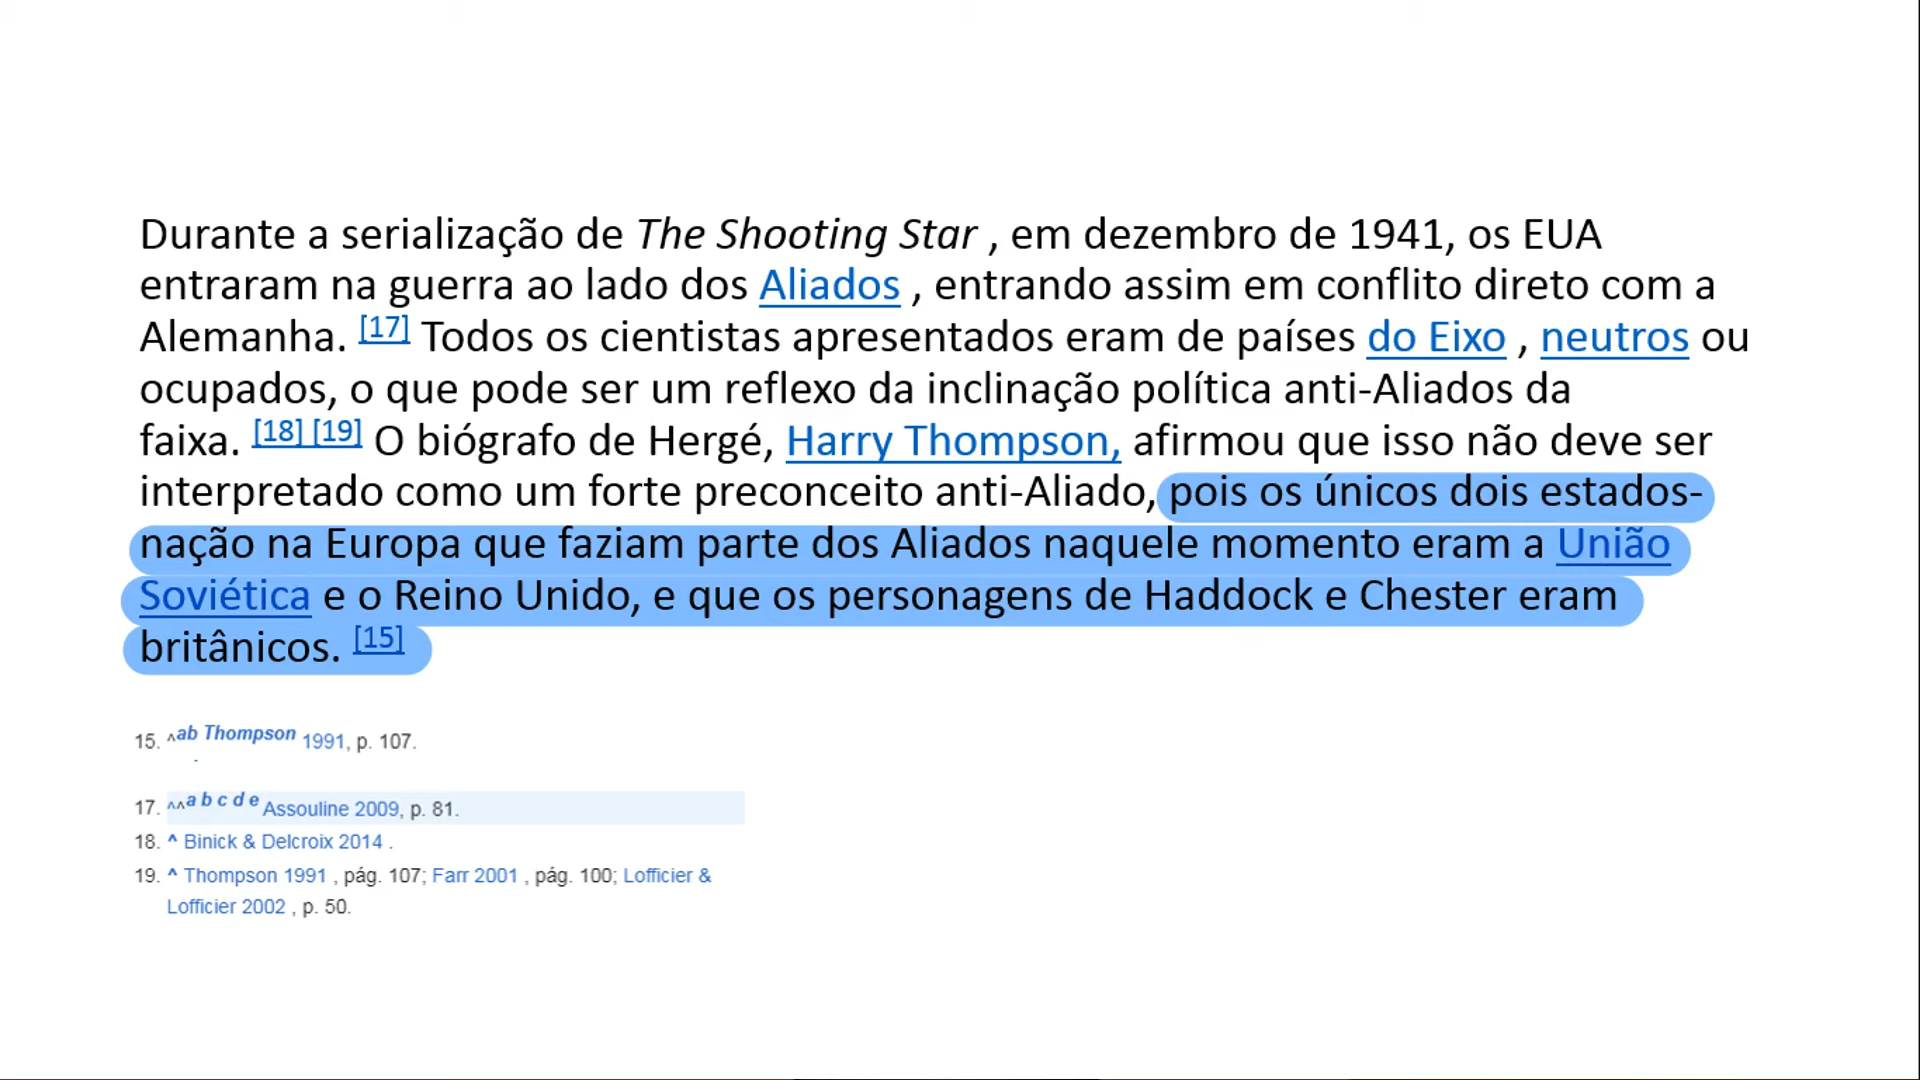 Durante a serialização de The Shooting Star , em dezembro de 1941, os EUA
entraram na guerra ao lado dos Aliados , entrando assim em conflito direto com a
Alemanha. [17] Todos os cientistas apresentados eram de países do Eixo , neutros ou
ocupados, o que pode ser um reflexo da inclinação política anti-Aliados da
faixa. [18] [19] O biógrafo de Hergé, Harry Thompson, afirmou que isso não deve ser
interpretado como um forte preconceito anti-Aliado, pois os únicos dois estados-
nação na Europa que faziam parte dos Aliados naquele momento eram a União
Soviética e o Reino Unido, e que os personagens de Haddock e Chester eram
britânicos. [15]
15. ^ab Thompson 1991, p. 107.
17. ^^a b c d e Assouline 2009, p. 81.
18. ^ Binick & Delcroix 2014 .
19. ^ Thompson 1991 , pág. 107; Farr 2001 , pág. 100; Lofficier &
Lofficier 2002 , p. 50.